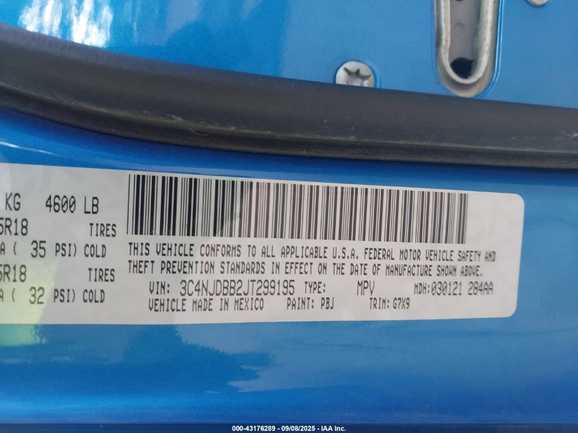 KG 4600 LB
5R18 TIRES
A ( 35 PSI) COLD
5R18 TIRES
A ( 32 PSI) COLD
THIS VEHICLE CONFORMS TO ALL APPLICABLE U.S.A. FEDERAL MOTOR VEHICLE SAFETY AND
THEFT PREVENTION STANDARDS IN EFFECT ON THE DATE OF MANUFACTURE SHOWN ABOVE.
VIN: 3C4NJDBB2JT299195 TYPE: MPV MDH: 030121 284AA
VEHICLE MADE IN MEXICO PAINT: PBJ TRIM: G7K9
000-43176289 - 09/08/2025 - IAA Inc.